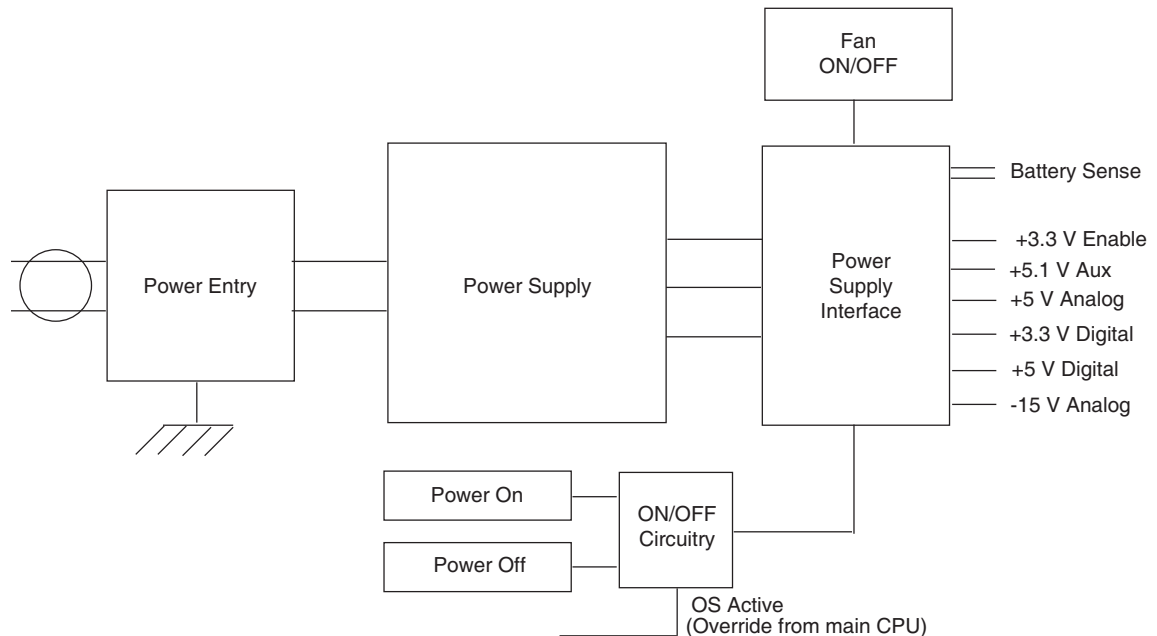 Fan
ON/OFF
Battery Sense
Power Entry
Power Supply
Power
Supply
Interface
+3.3 V Enable
+5.1 V Aux
+5 V Analog
+3.3 V Digital
+5 V Digital
-15 V Analog
Power On
Power Off
ON/OFF
Circuitry
OS Active
(Override from main CPU)